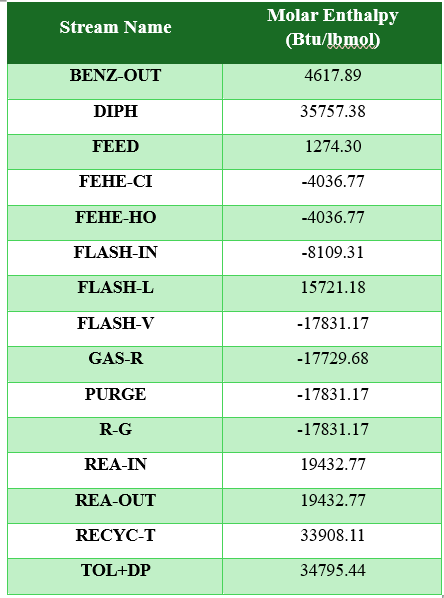 Stream Name Molar Enthalpy
(Btu/lbmol)
BENZ-OUT 4617.89
DIPH 35757.38
FEED 1274.30
FEHE-CI -4036.77
FEHE-HO -4036.77
FLASH-IN -8109.31
FLASH-L 15721.18
FLASH-V -17831.17
GAS-R -17729.68
PURGE -17831.17
R-G -17831.17
REA-IN 19432.77
REA-OUT 19432.77
RECYC-T 33908.11
TOL+DP 34795.44